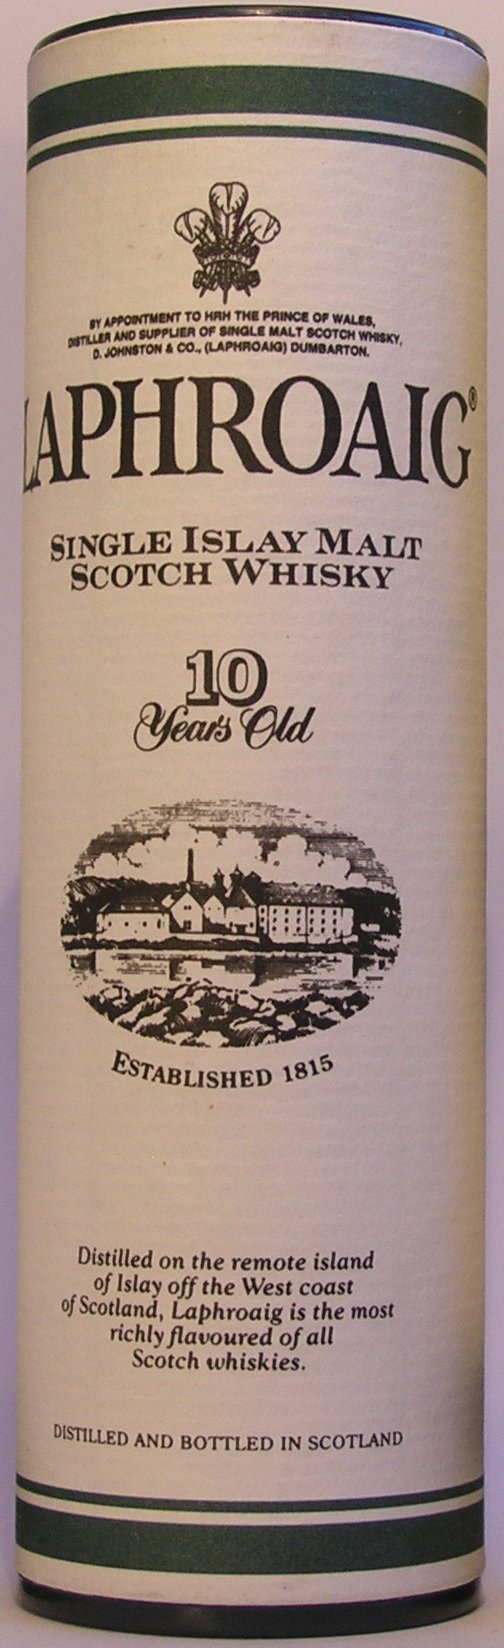 BY APPOINTMENT TO HRH THE PRINCE OF WALES,
DISTILLER AND SUPPLIER OF SINGLE MALT SCOTCH WHISKY,
D. JOHNSTON & CO., (LAPHROAIG) DUMBARTON.
LAPHROAIG®
SINGLE ISLAY MALT
SCOTCH WHISKY
10
Years Old
ESTABLISHED 1815
Distilled on the remote island
of Islay off the West coast
of Scotland, Laphroaig is the most
richly flavoured of all
Scotch whiskies.
DISTILLED AND BOTTLED IN SCOTLAND